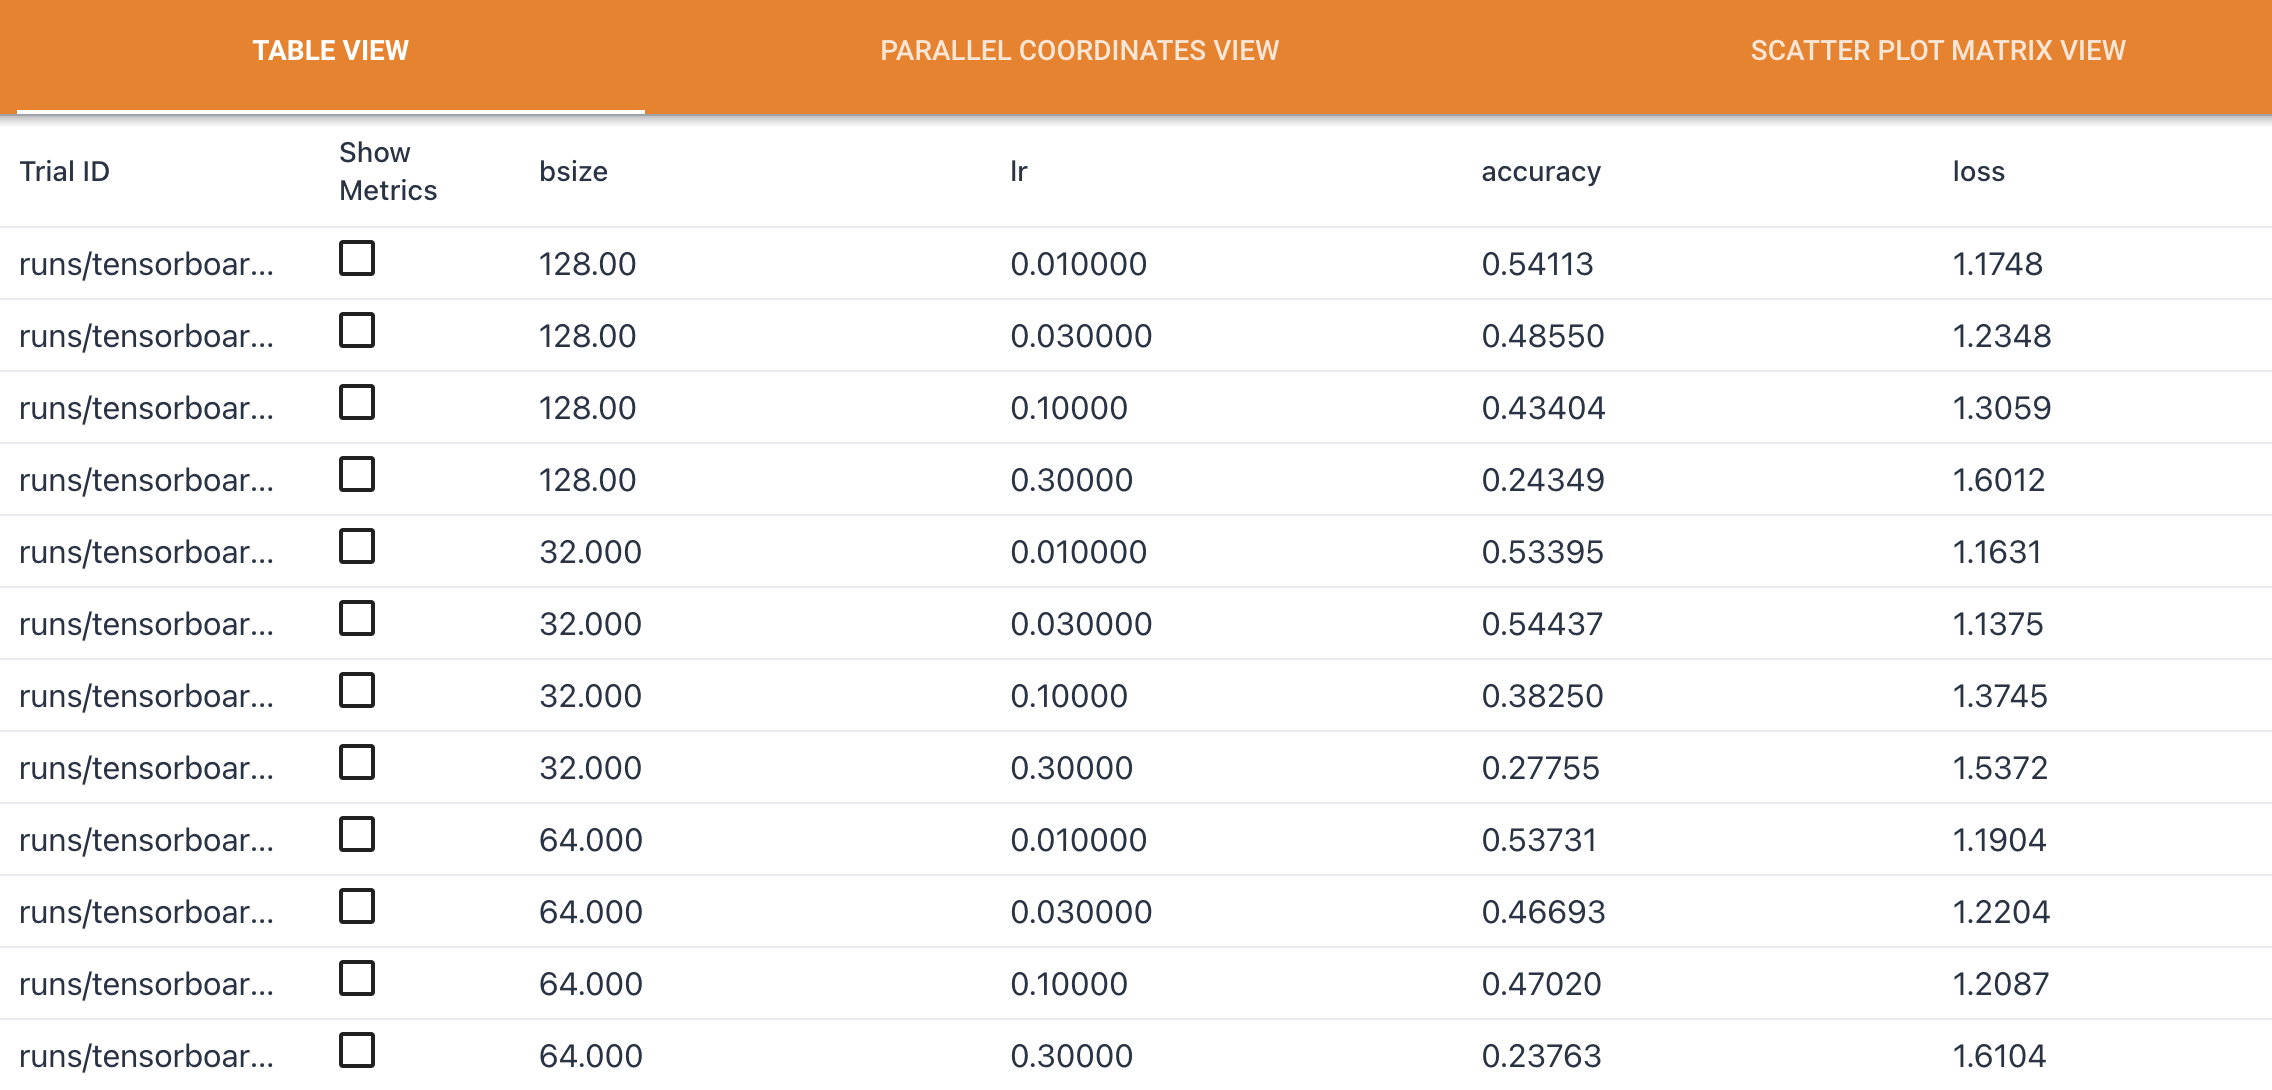 TABLE VIEW PARALLEL COORDINATES VIEW SCATTER PLOT MATRIX VIEW
Trial ID Show Metrics bsize lr accuracy loss
runs/tensorboar... 128.00 0.010000 0.54113 1.1748
runs/tensorboar... 128.00 0.030000 0.48550 1.2348
runs/tensorboar... 128.00 0.10000 0.43404 1.3059
runs/tensorboar... 128.00 0.30000 0.24349 1.6012
runs/tensorboar... 32.000 0.010000 0.53395 1.1631
runs/tensorboar... 32.000 0.030000 0.54437 1.1375
runs/tensorboar... 32.000 0.10000 0.38250 1.3745
runs/tensorboar... 32.000 0.30000 0.27755 1.5372
runs/tensorboar... 64.000 0.010000 0.53731 1.1904
runs/tensorboar... 64.000 0.030000 0.46693 1.2204
runs/tensorboar... 64.000 0.10000 0.47020 1.2087
runs/tensorboar... 64.000 0.30000 0.23763 1.6104